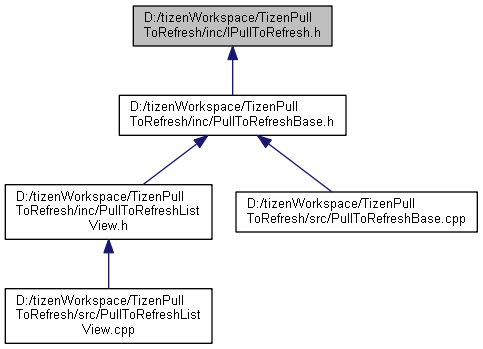 D:/tizenWorkspace/TizenPull
ToRefresh/inc/IPullToRefresh.h
D:/tizenWorkspace/TizenPull
ToRefresh/inc/PullToRefreshBase.h
D:/tizenWorkspace/TizenPull
ToRefresh/inc/PullToRefreshList
View.h
D:/tizenWorkspace/TizenPull
ToRefresh/src/PullToRefreshBase.cpp
D:/tizenWorkspace/TizenPull
ToRefresh/src/PullToRefreshList
View.cpp